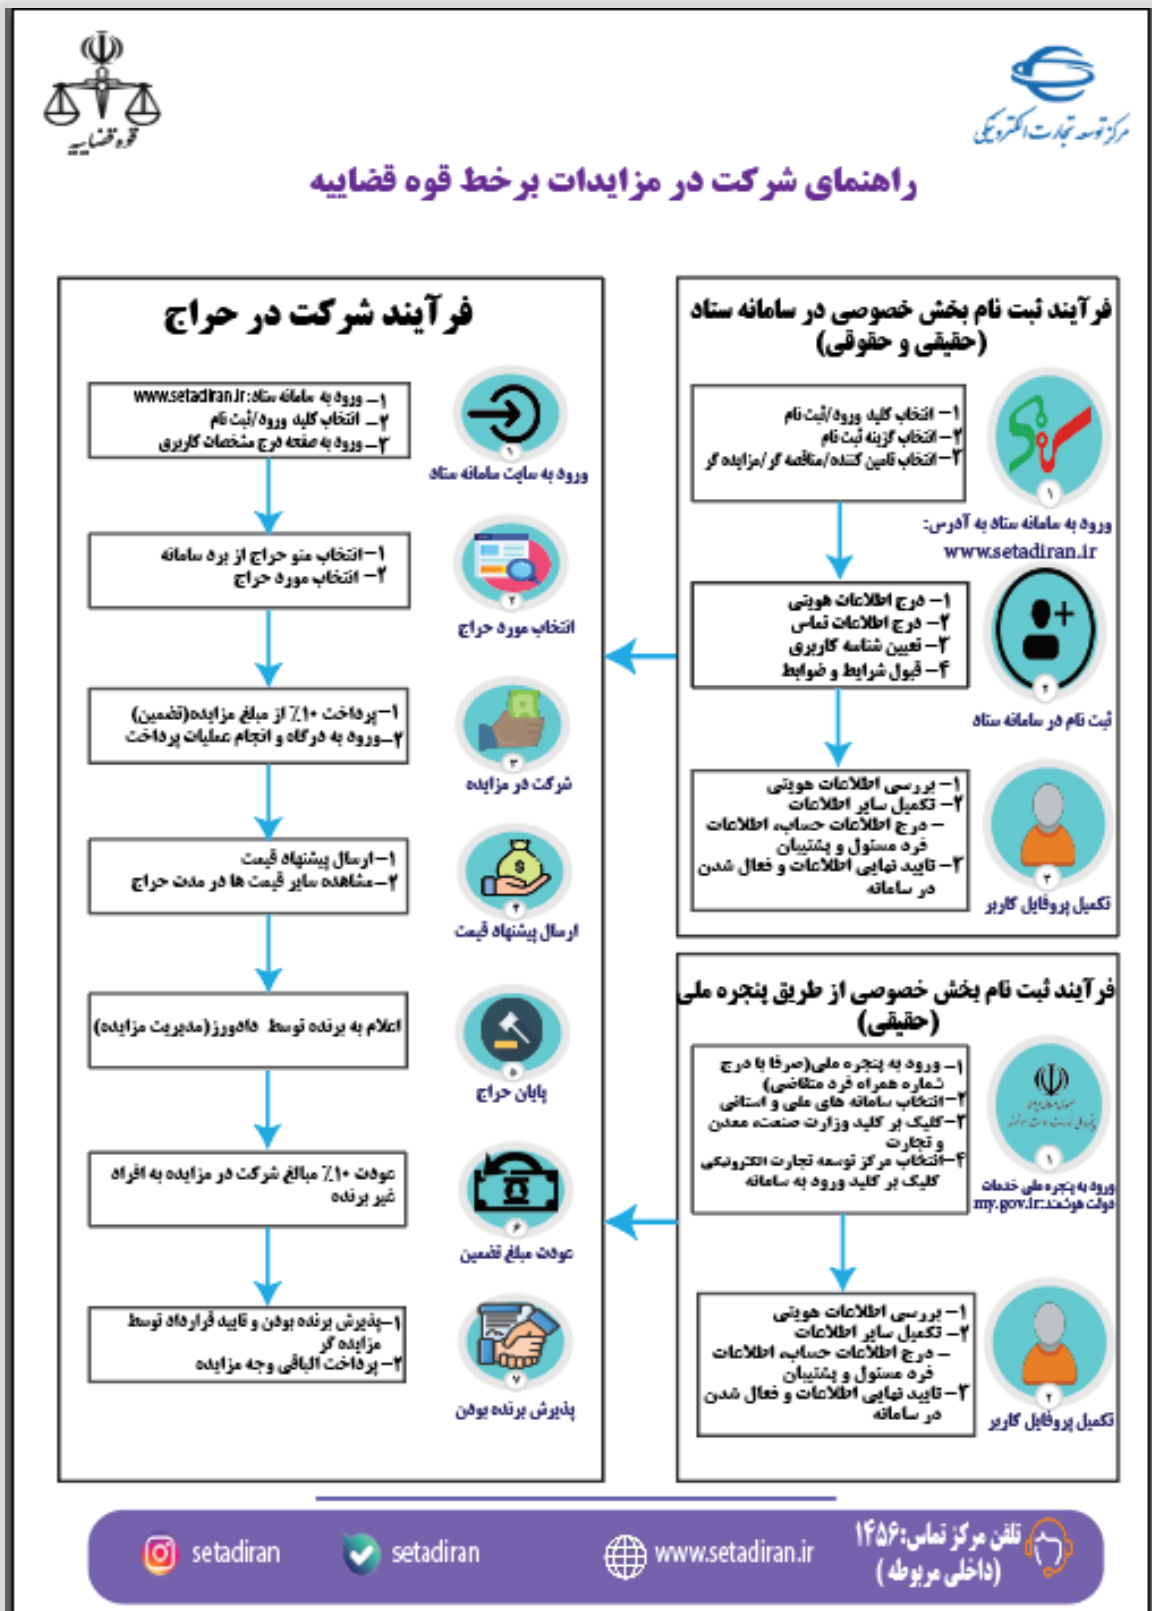 قوه قضاییه
مرکز توسعه تجارت الکترونیکی
راهنمای شرکت در مزایدات برخط قوه قضاییه
فرآیند ثبت نام بخش خصوصی در سامانه ستاد
(حقیقی و حقوقی)
۱- انتخاب کلید ورود/ثبت نام
۲- انتخاب گزینه ثبت نام
۳- انتخاب تامین کننده/مناقصه گر/مزایده گر
۱
ورود به سامانه ستاد به آدرس:
www.setadiran.ir
۱- درج اطلاعات هویتی
۲- درج اطلاعات تماس
۳- تعیین شناسه کاربری
۴- قبول شرایط و ضوابط
۲
ثبت نام در سامانه ستاد
۱- بررسی اطلاعات هویتی
۲- تکمیل سایر اطلاعات
- درج اطلاعات حساب، اطلاعات
فرد مسئول و پشتیبان
۳- تایید نهایی اطلاعات و فعال شدن
در سامانه
۳
تکمیل پروفایل کاربر
فرآیند ثبت نام بخش خصوصی از طریق پنجره ملی
(حقیقی)
۱- ورود به پنجره ملی(صرفا با درج
شماره همراه فرد متقاضی)
۲- انتخاب سامانه های ملی و استانی
۳- کلیک بر کلید وزارت صنعت، معدن
و تجارت
۴- انتخاب مرکز توسعه تجارت الکترونیکی
کلیک بر کلید ورود به سامانه
۱
ورود به پنجره ملی خدمات
دولت هوشمند:my.gov.ir
۱- بررسی اطلاعات هویتی
۲- تکمیل سایر اطلاعات
- درج اطلاعات حساب، اطلاعات
فرد مسئول و پشتیبان
۳- تایید نهایی اطلاعات و فعال شدن
در سامانه
۲
تکمیل پروفایل کاربر
فرآیند شرکت در حراج
۱- ورود به سامانه ستاد:www.setadiran.ir
۲- انتخاب کلید ورود/ثبت نام
۳- ورود به صفحه درج مشخصات کاربری
۱
ورود به سایت سامانه ستاد
۱-انتخاب منو حراج از برد سامانه
۲- انتخاب مورد حراج
۲
انتخاب مورد حراج
۱-پرداخت ۱۰٪ از مبلغ مزایده(تضمین)
۲-ورود به درگاه و انجام عملیات پرداخت
۳
شرکت در مزایده
۱-ارسال پیشنهاد قیمت
۲-مشاهده سایر قیمت ها در مدت حراج
۴
ارسال پیشنهاد قیمت
اعلام به برنده توسط دادورز(مدیریت مزایده)
۵
پایان حراج
عودت ۱۰٪ مبالغ شرکت در مزایده به افراد
غیر برنده
۶
عودت مبلغ تضمین
۱-پذیرش برنده بودن و تایید قرارداد توسط
مزایده گر
۲- پرداخت الباقی وجه مزایده
۷
پذیرش برنده بودن
تلفن مرکز تماس:۱۴۵۶
(داخلی مربوطه )
www.setadiran.ir
setadiran
setadiran